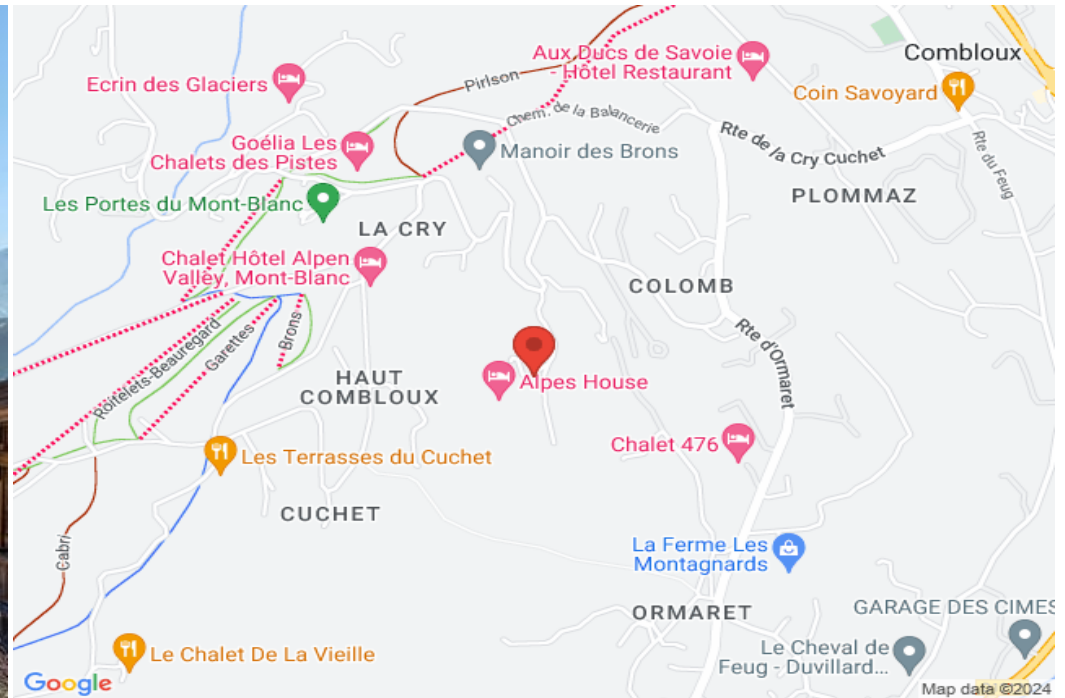 Combloux
Aux Ducs de Savoie
- Hôtel Restaurant
Ecrin des Glaciers
Pirlson
Coin Savoyard
Chem. de la Balancerie
Rte de la Cry Cuchet
Rte du Feug
Goélia Les
Chalets des Pistes
Manoir des Brons
PLOMMAZ
Les Portes du Mont-Blanc
LA CRY
Chalet Hôtel Alpen
Valley, Mont-Blanc
COLOMB
Roitelets-Beauregard
Garettes
Brons
Rte d'Ormaret
HAUT
COMBLOUX
Alpes House
Chalet 476
Les Terrasses du Cuchet
CUCHET
Cabri
La Ferme Les
Montagnards
ORMARET
GARAGE DES CIMES
Le Cheval de
Feug - Duvillard...
Le Chalet De La Vieille
Google
Map data ©2024